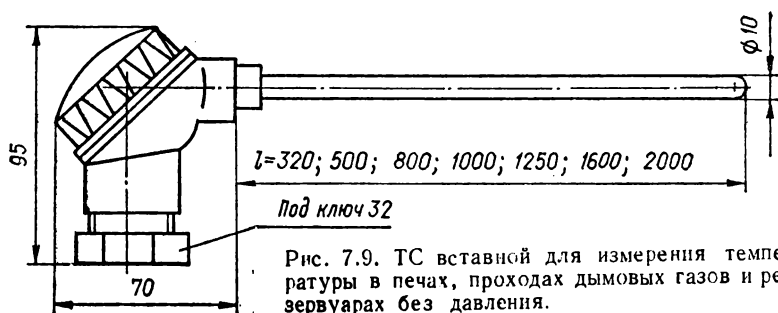 ϕ10
95
l=320; 500; 800; 1000; 1250; 1600; 2000
Под ключ 32
70
Рис. 7.9. ТС вставной для измерения темпе
ратуры в печах, проходах дымовых газов и ре
зервуарах без давления.